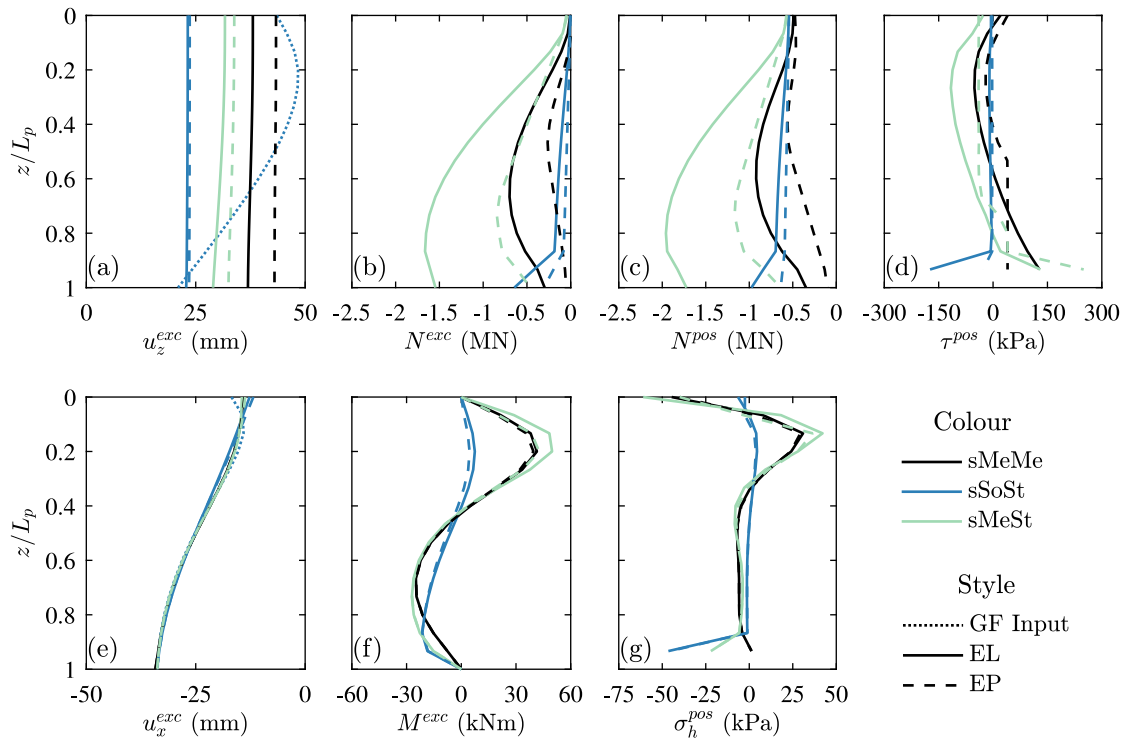 0
0.2
0.4
0.6
0.8
1
z/L_p
(a)
(b)
(c)
(d)
0 25 50
-2.5 -2 -1.5 -1 -0.5 0
-2.5 -2 -1.5 -1 -0.5 0
-300 -150 0 150 300
u_z^{exc} (mm)
N^{exc} (MN)
N^{pos} (MN)
τ^{pos} (kPa)
0
0.2
0.4
0.6
0.8
1
z/L_p
(e)
(f)
(g)
-50 -25 0
-60 -30 0 30 60
-75 -50 -25 0 25 50
u_x^{exc} (mm)
M^{exc} (kNm)
σ_h^{pos} (kPa)
Colour
sMeMe
sSoSt
sMeSt
Style
GF Input
EL
EP